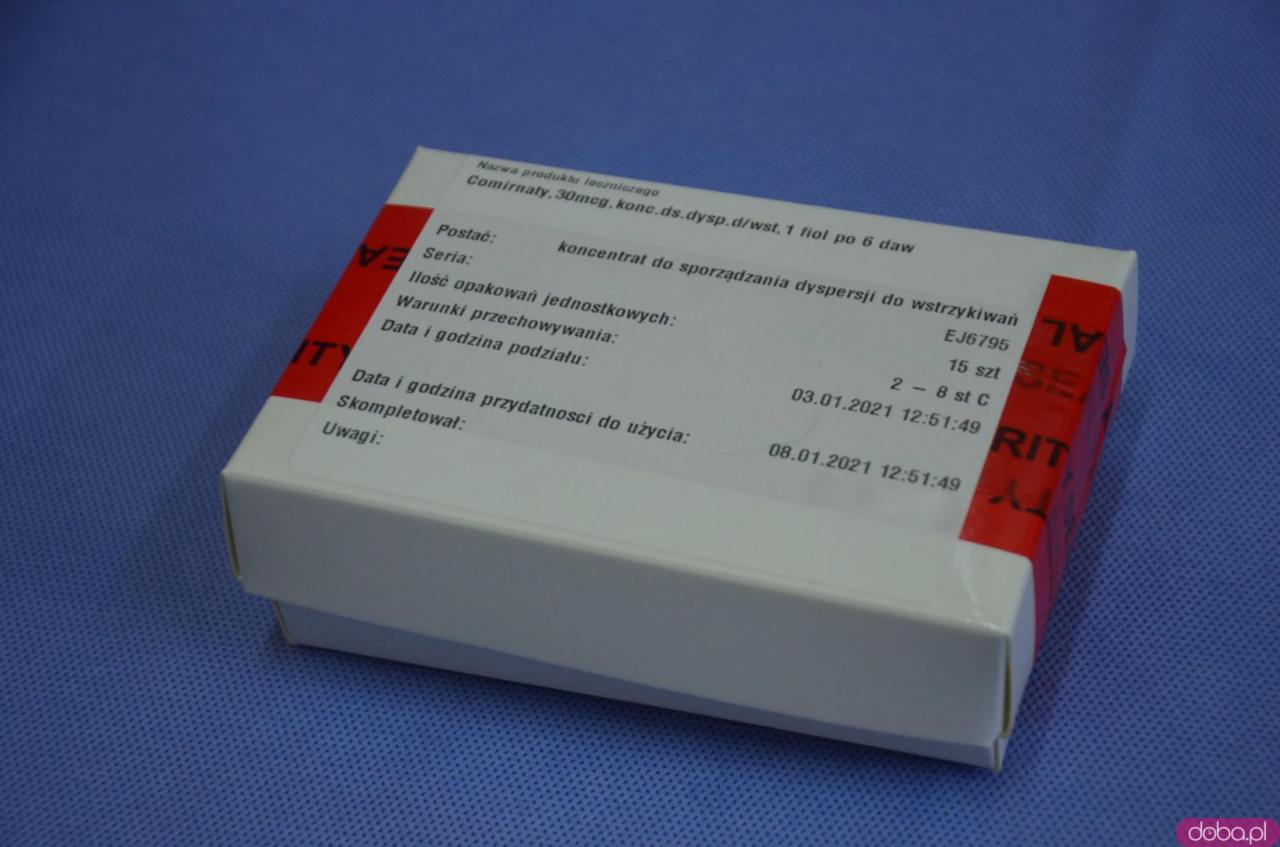 Nazwa produktu leczniczego
Comirnaty, 30mcg, konc.ds.dysp.d/wst, 1 fiol po 6 daw
Postać: koncentrat do sporządzania dyspersji do wstrzykiwań
Seria: EJ6795
Ilość opakowań jednostkowych: 15 szt
Warunki przechowywania: 2 – 8 st C
Data i godzina podziału: 03.01.2021 12:51:49
Data i godzina przydatnosci do użycia: 08.01.2021 12:51:49
Skompletował:
Uwagi:
doba.pl